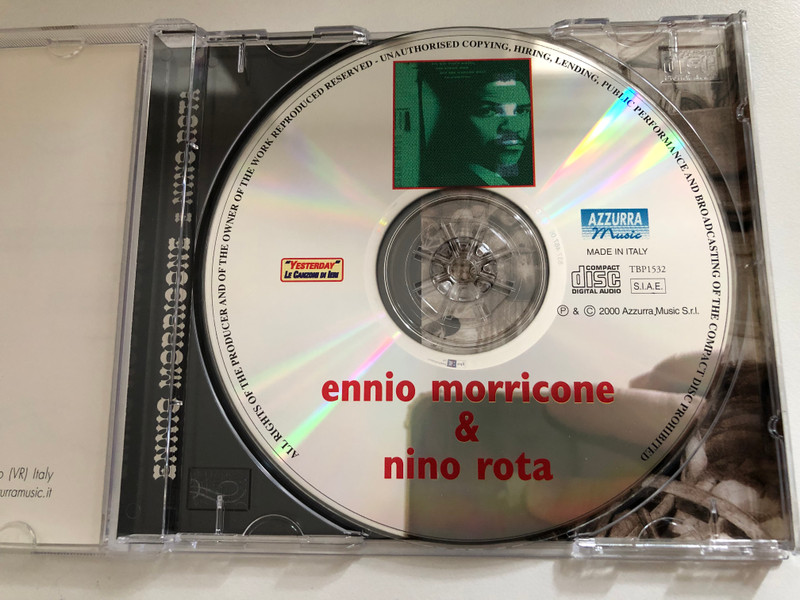 ENNIO MORRICONE & NINO ROTA
ALL RIGHTS OF THE PRODUCER AND OF THE OWNER OF THE WORK REPRODUCED RESERVED - UNAUTHORISED COPYING, HIRING, LENDING, PUBLIC PERFORMANCE AND BROADCASTING OF THE COMPACT DISC PROHIBITED
AZZURRA
Music
MADE IN ITALY
"YESTERDAY"
LE CANZONI DI IERI
COMPACT
disc
DIGITAL AUDIO
TBP1532
S.I.A.E.
℗ & © 2000 Azzurra Music S.r.l.
ennio morricone
&
nino rota
(VR) Italy
urramusic.it